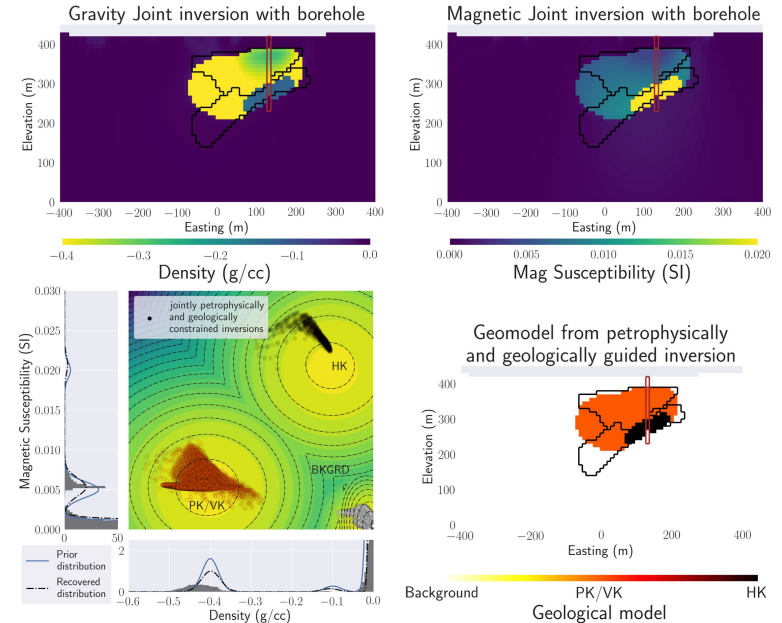 Gravity Joint inversion with borehole
400
300
200
100
0
Elevation (m)
−400 −300 −200 −100 0 100 200 300 400
Easting (m)
−0.4 −0.3 −0.2 −0.1 0.0
Density (g/cc)
Magnetic Joint inversion with borehole
400
300
200
100
0
Elevation (m)
−400 −300 −200 −100 0 100 200 300 400
Easting (m)
0.000 0.005 0.010 0.015 0.020
Mag Susceptibility (SI)
0.030
0.025
0.020
0.015
0.010
0.005
0.000
Magnetic Susceptibility (SI)
0 50
jointly petrophysically
and geologically
constrained inversions
HK
BKGRD
PK/VK
Prior
distribution
Recovered
distribution
2
0
−0.6 −0.5 −0.4 −0.3 −0.2 −0.1 0.0
Density (g/cc)
Geomodel from petrophysically
and geologically guided inversion
400
300
200
100
0
Elevation (m)
−400 −200 0 200 400
Easting (m)
Background PK/VK HK
Geological model